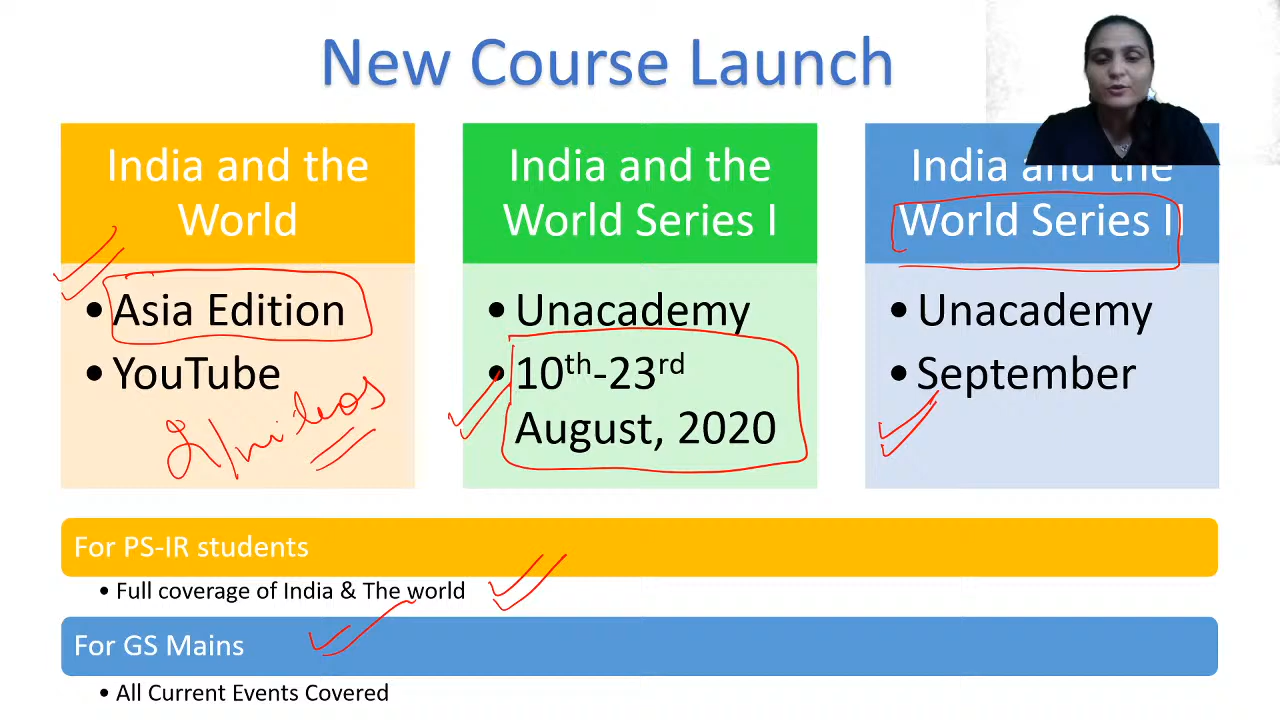 New Course Launch
India and the
World
• Asia Edition
• YouTube
India and the
World Series I
• Unacademy
• 10th-23rd
August, 2020
India and the
World Series II
• Unacademy
• September
For PS-IR students
• Full coverage of India & The world
For GS Mains
• All Current Events Covered